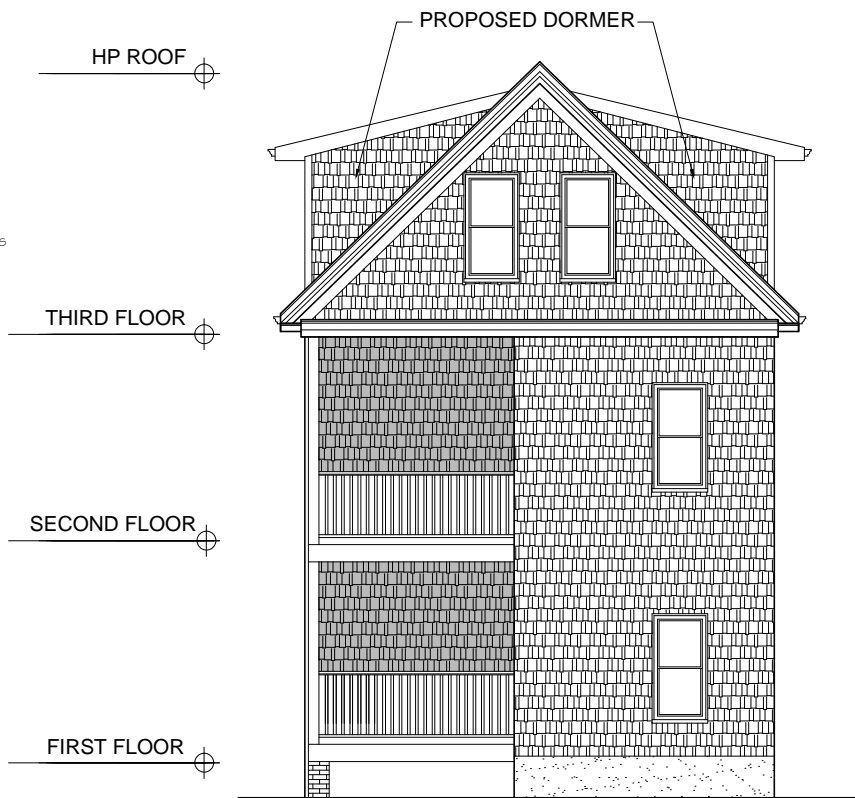 PROPOSED DORMER
HP ROOF
THIRD FLOOR
SECOND FLOOR
FIRST FLOOR